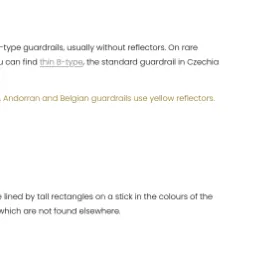 -type guardrails, usually without reflectors. On rare
u can find thin B-type, the standard guardrail in Czechia
. Andorran and Belgian guardrails use yellow reflectors.
lined by tall rectangles on a stick in the colours of the
which are not found elsewhere.